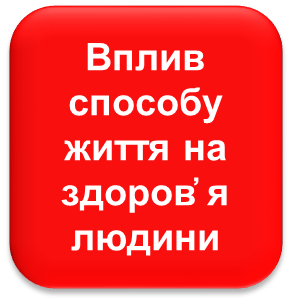 Вплив
способу
життя на
здоров’я
людини